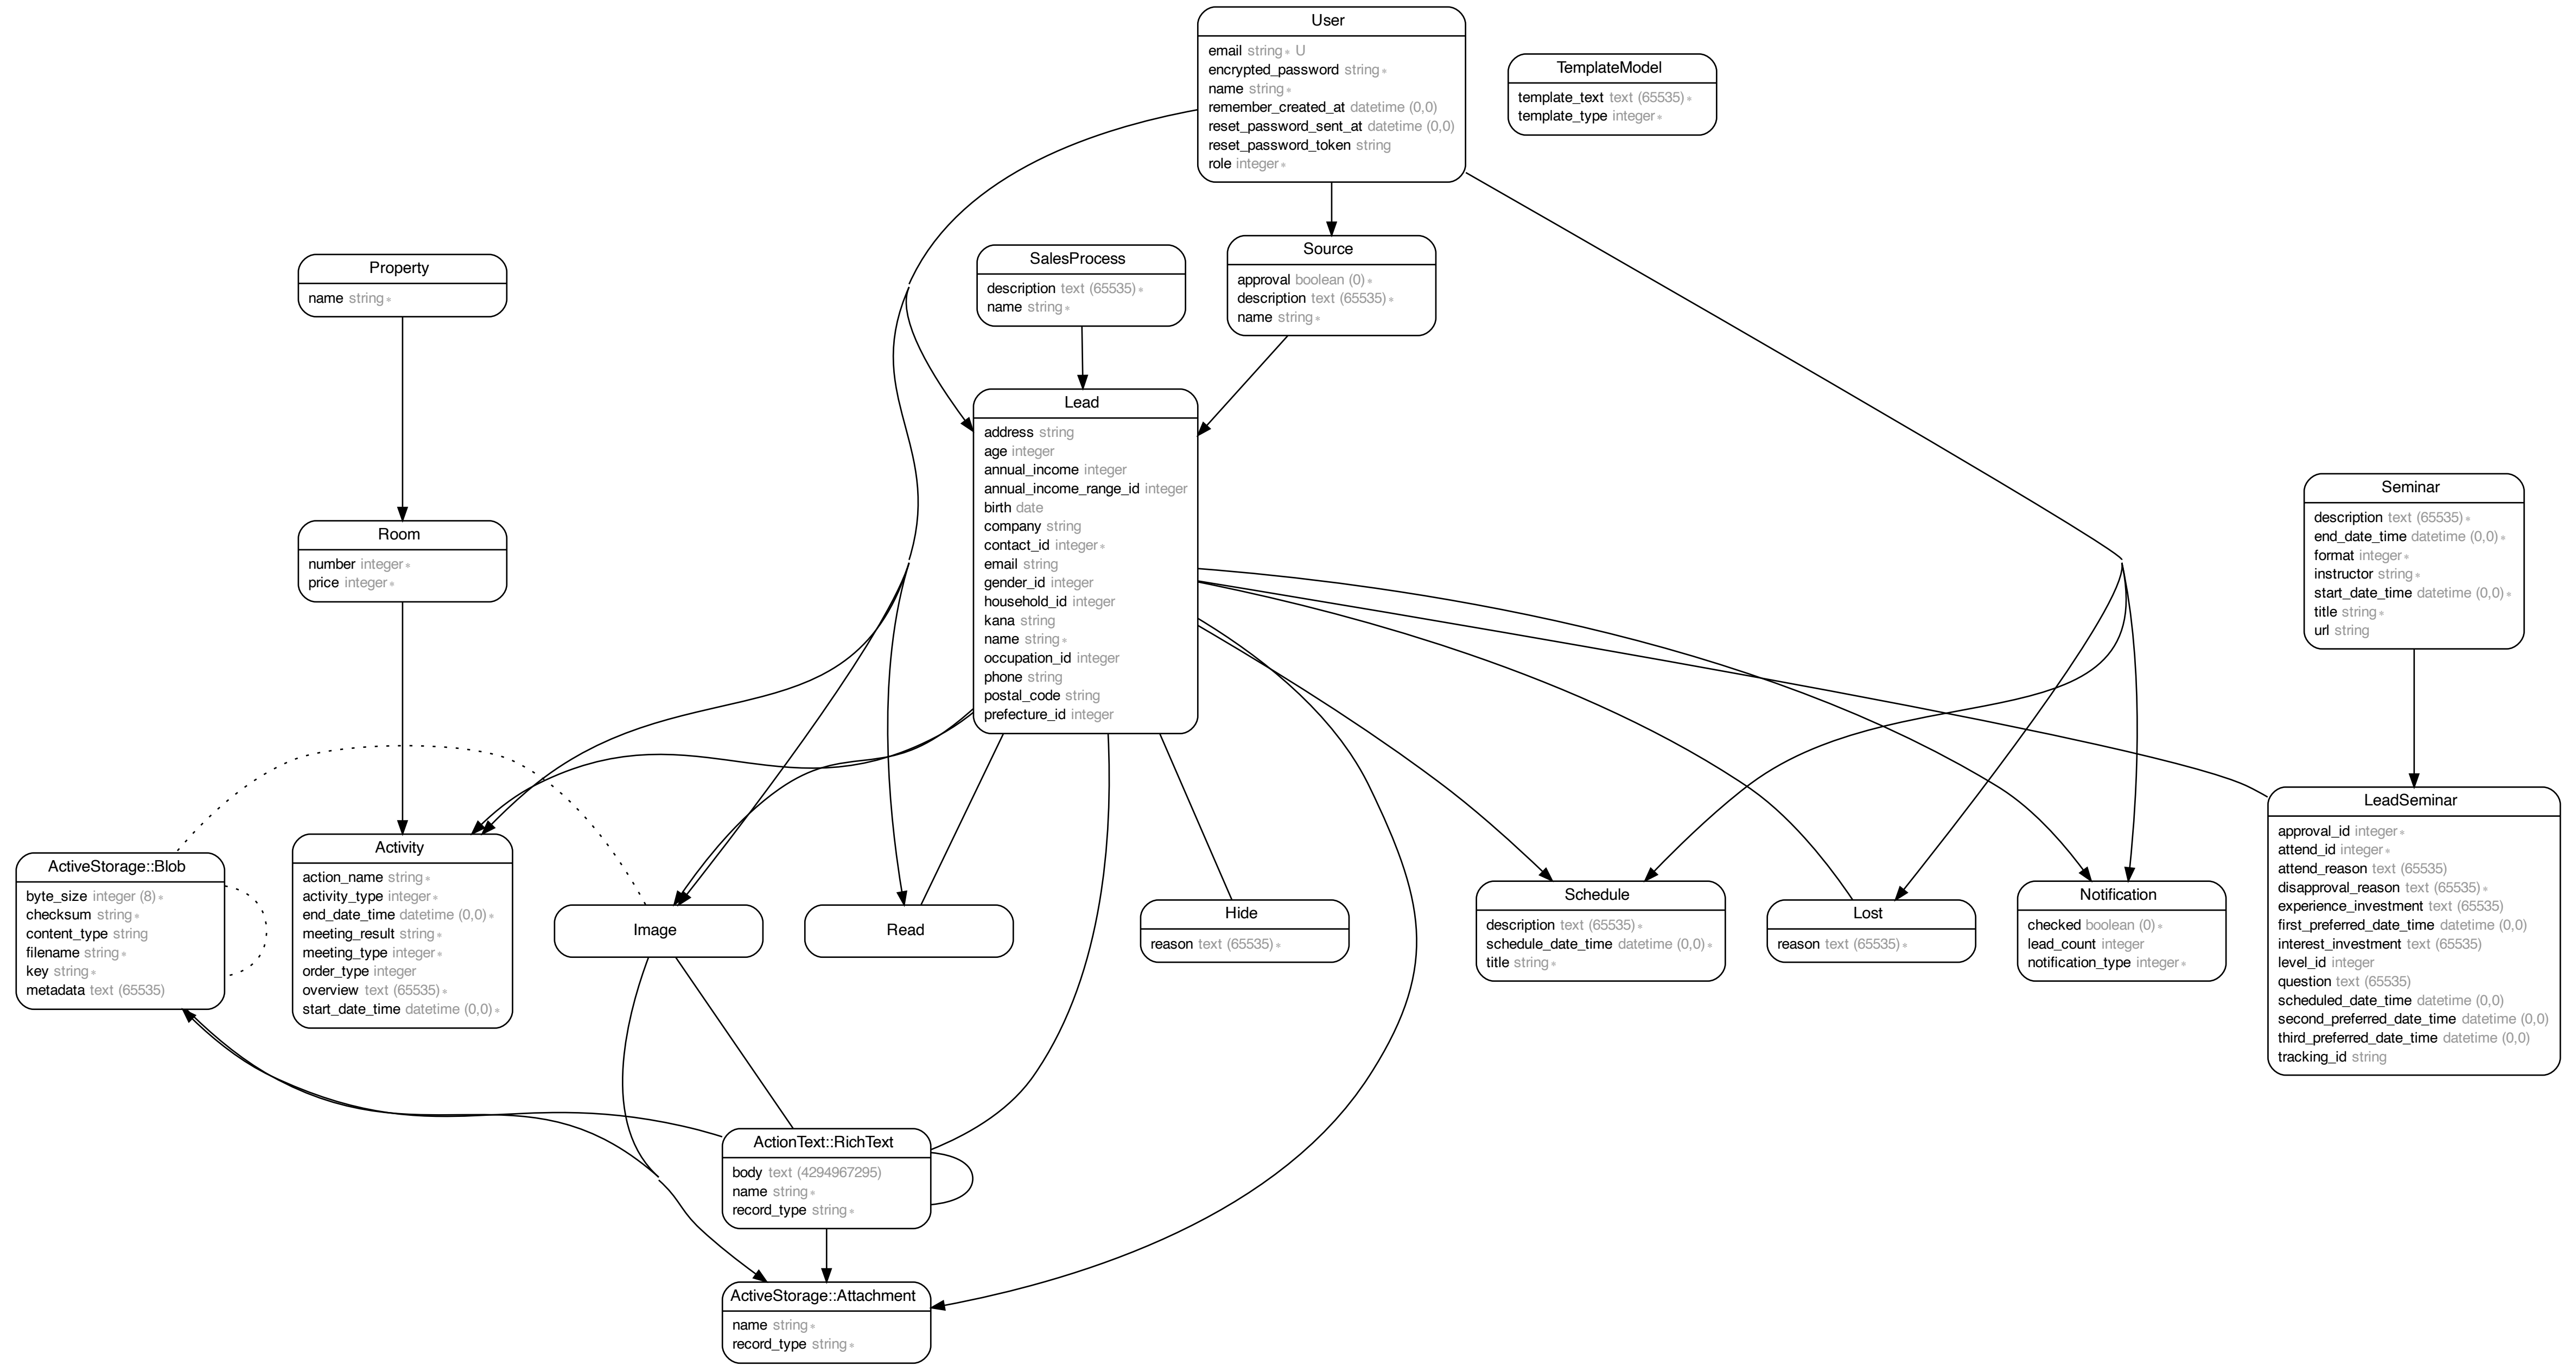 User
email string∗ U
encrypted_password string∗
name string∗
remember_created_at datetime (0,0)
reset_password_sent_at datetime (0,0)
reset_password_token string
role integer∗
TemplateModel
template_text text (65535)∗
template_type integer∗
Property
name string∗
SalesProcess
description text (65535)∗
name string∗
Source
approval boolean (0)∗
description text (65535)∗
name string∗
Lead
address string
age integer
annual_income integer
annual_income_range_id integer
birth date
company string
contact_id integer∗
email string
gender_id integer
household_id integer
kana string
name string∗
occupation_id integer
phone string
postal_code string
prefecture_id integer
Room
number integer∗
price integer∗
Seminar
description text (65535)∗
end_date_time datetime (0,0)∗
format integer∗
instructor string∗
start_date_time datetime (0,0)∗
title string∗
url string
ActiveStorage::Blob
byte_size integer (8)∗
checksum string∗
content_type string
filename string∗
key string∗
metadata text (65535)
Activity
action_name string∗
activity_type integer∗
end_date_time datetime (0,0)∗
meeting_result string∗
meeting_type integer∗
order_type integer
overview text (65535)∗
start_date_time datetime (0,0)∗
Image
Read
Hide
reason text (65535)∗
Schedule
description text (65535)∗
schedule_date_time datetime (0,0)∗
title string∗
Lost
reason text (65535)∗
Notification
checked boolean (0)∗
lead_count integer
notification_type integer∗
LeadSeminar
approval_id integer∗
attend_id integer∗
attend_reason text (65535)
disapproval_reason text (65535)∗
experience_investment text (65535)
first_preferred_date_time datetime (0,0)
interest_investment text (65535)
level_id integer
question text (65535)
scheduled_date_time datetime (0,0)
second_preferred_date_time datetime (0,0)
third_preferred_date_time datetime (0,0)
tracking_id string
ActionText::RichText
body text (4294967295)
name string∗
record_type string∗
ActiveStorage::Attachment
name string∗
record_type string∗